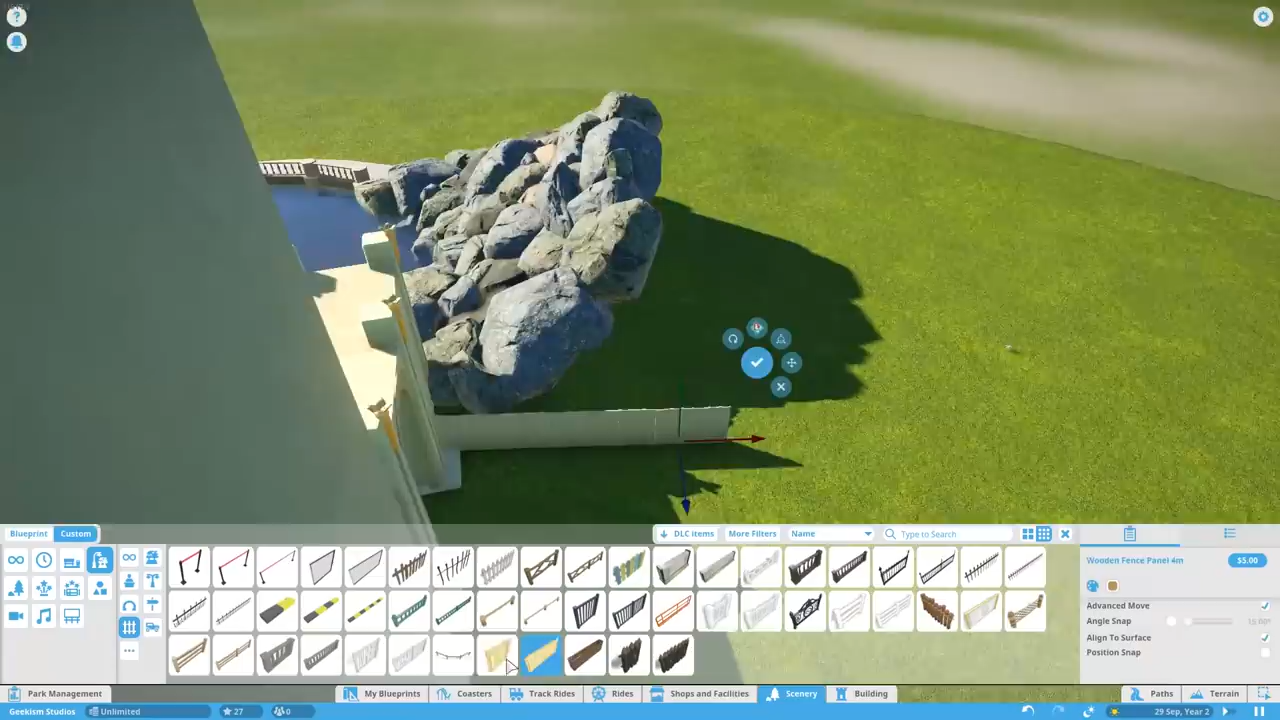 ?
Blueprint Custom DLC items More Filters Name Type to Search
Wooden Fence Panel 4m $5.00
Advanced Move
Angle Snap
Align To Surface
Position Snap
Park Management My Blueprints Coasters Track Rides Rides Shops and Facilities Scenery Building Paths Terrain
Geekism Studios Unlimited 27 0 29 Sep, Year 2